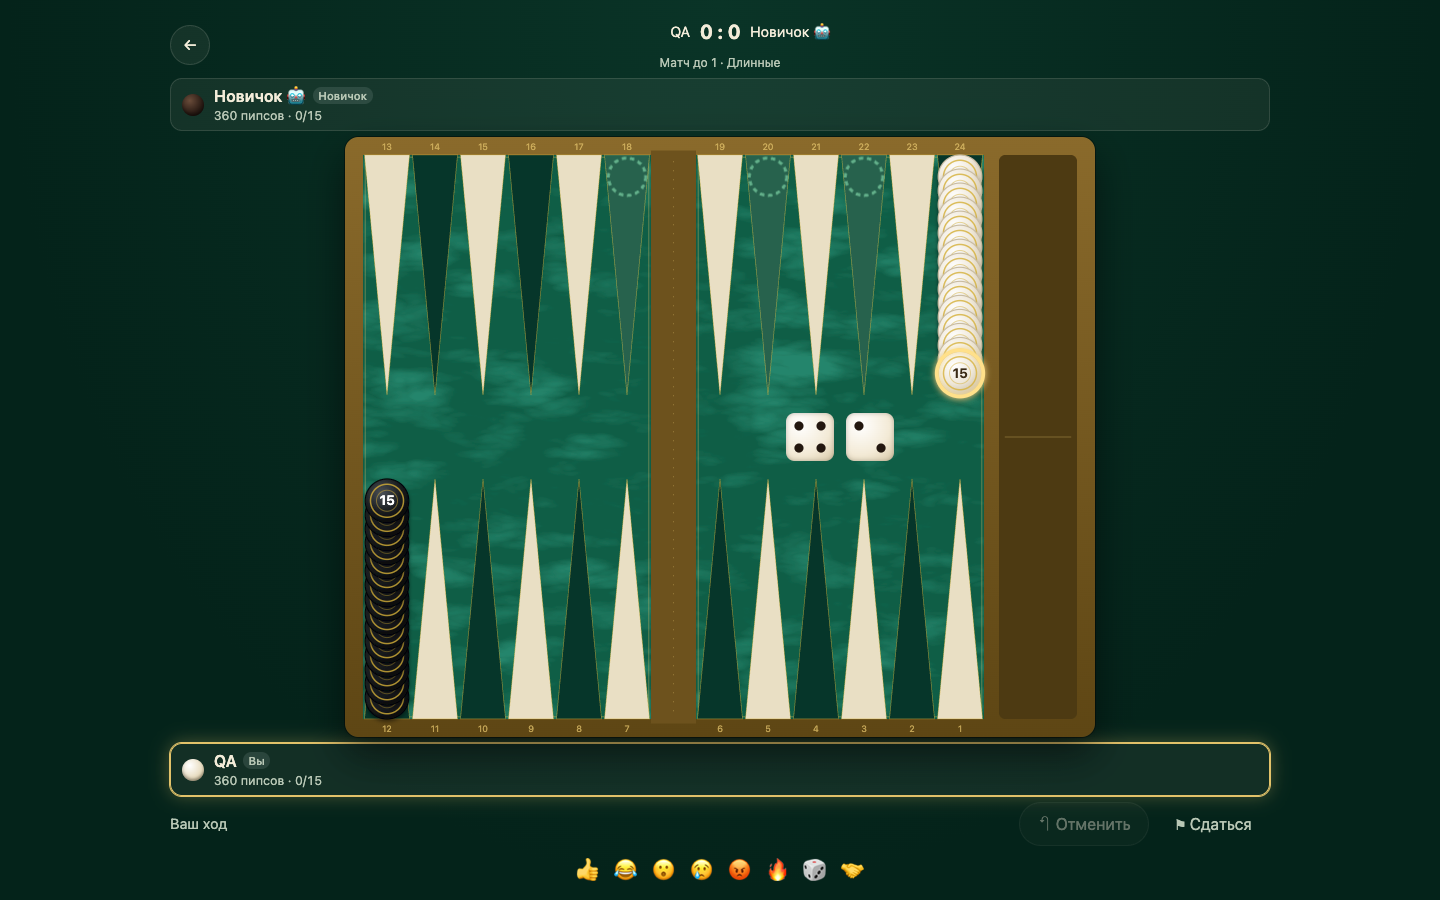 QA 0 : 0 Новичок
Матч до 1 · Длинные
Новичок Новичок
360 пипсов · 0/15
13 14 15 16 17 18 19 20 21 22 23 24
15
15
12 11 10 9 8 7 6 5 4 3 2 1
QA Вы
360 пипсов · 0/15
Ваш ход
Отменить
Сдаться